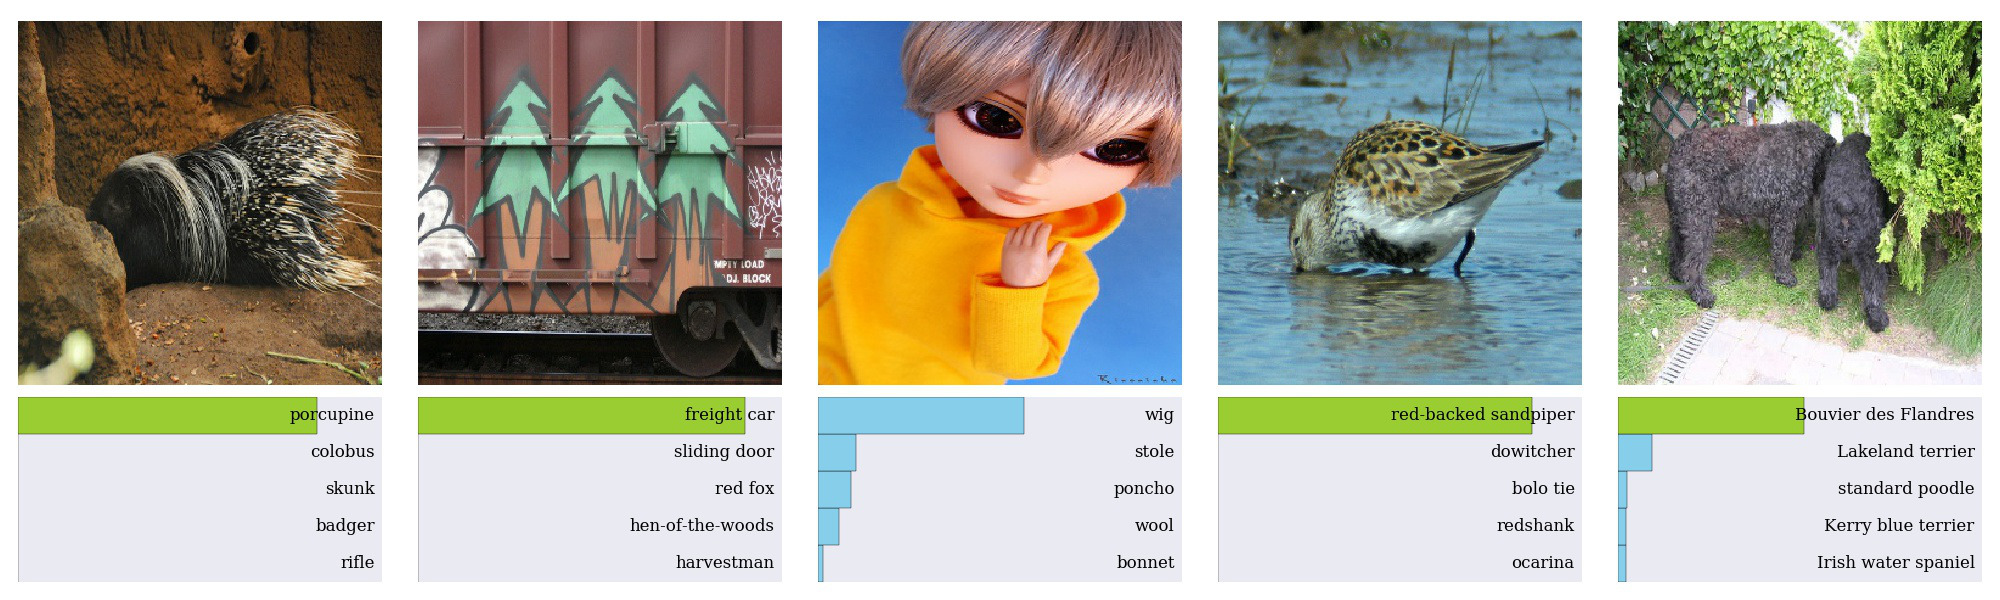 MPTY LOAD
DJ. BLOCK
porcupine
colobus
skunk
badger
rifle
freight car
sliding door
red fox
hen-of-the-woods
harvestman
wig
stole
poncho
wool
bonnet
red-backed sandpiper
dowitcher
bolo tie
redshank
ocarina
Bouvier des Flandres
Lakeland terrier
standard poodle
Kerry blue terrier
Irish water spaniel